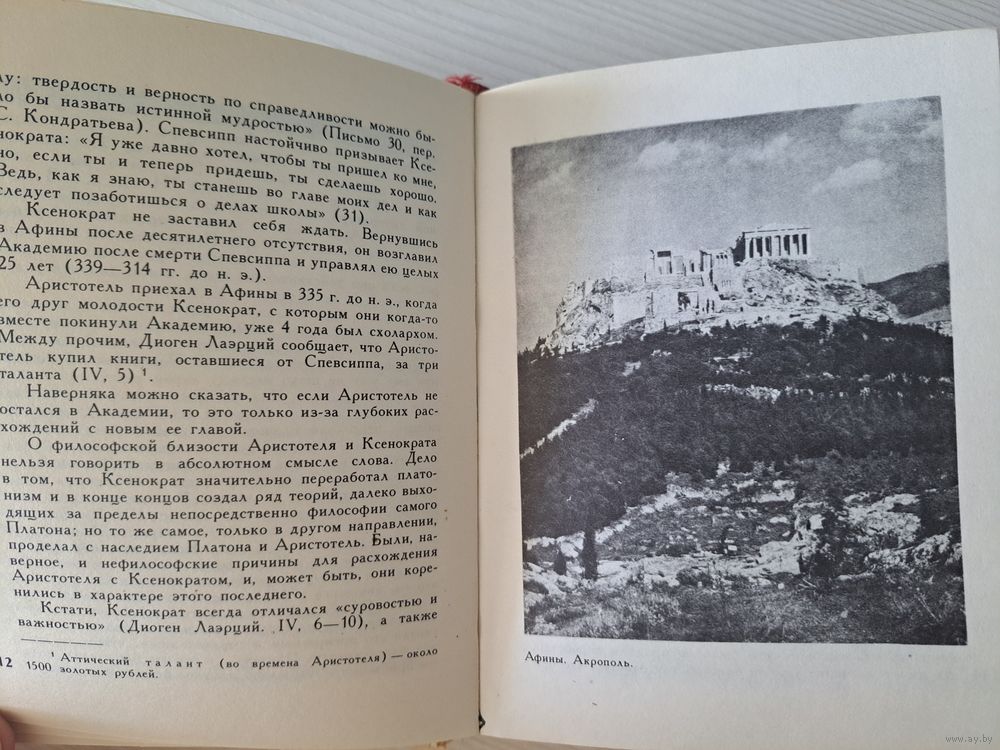 лу: твердость и верность по справедливости можно бы-
ло бы назвать истинной мудростью» (Письмо 30, пер.
С. Кондратьева). Спевсипп настойчиво призывает Ксе-
нократа: «Я уже давно хотел, чтобы ты пришел ко мне,
но, если ты и теперь придешь, ты сделаешь хорошо.
Ведь, как я знаю, ты станешь во главе моих дел и как
следует позаботишься о делах школы» (31).
Ксенократ не заставил себя ждать. Вернувшись
в Афины после десятилетнего отсутствия, он возглавил
Академию после смерти Спевсиппа и управлял ею целых
25 лет (339—314 гг. до н. э.).
Аристотель приехал в Афины в 335 г. до н. э., когда
его друг молодости Ксенократ, с которым они когда-то
вместе покинули Академию, уже 4 года был схолархом.
Между прочим, Диоген Лаэрций сообщает, что Аристо-
тель купил книги, оставшиеся от Спевсиппа, за три
таланта (IV, 5) ¹.
Наверняка можно сказать, что если Аристотель не
остался в Академии, то это только из-за глубоких рас-
хождений с новым ее главой.
О философской близости Аристотеля и Ксенократа
нельзя говорить в абсолютном смысле слова. Дело
в том, что Ксенократ значительно переработал плато-
низм и в конце концов создал ряд теорий, далеко выхо-
дящих за пределы непосредственно философии самого
Платона; но то же самое, только в другом направлении,
проделал с наследием Платона и Аристотель. Были, на-
верное, и нефилософские причины для расхождения
Аристотеля с Ксенократом, и, может быть, они коре-
нились в характере этого последнего.
Кстати, Ксенократ всегда отличался «суровостью и
важностью» (Диоген Лаэрций. IV, 6—10), а также
¹ Аттический талант (во времена Аристотеля) — около
1500 золотых рублей.
12
Афины. Акрополь.
www.ay.by